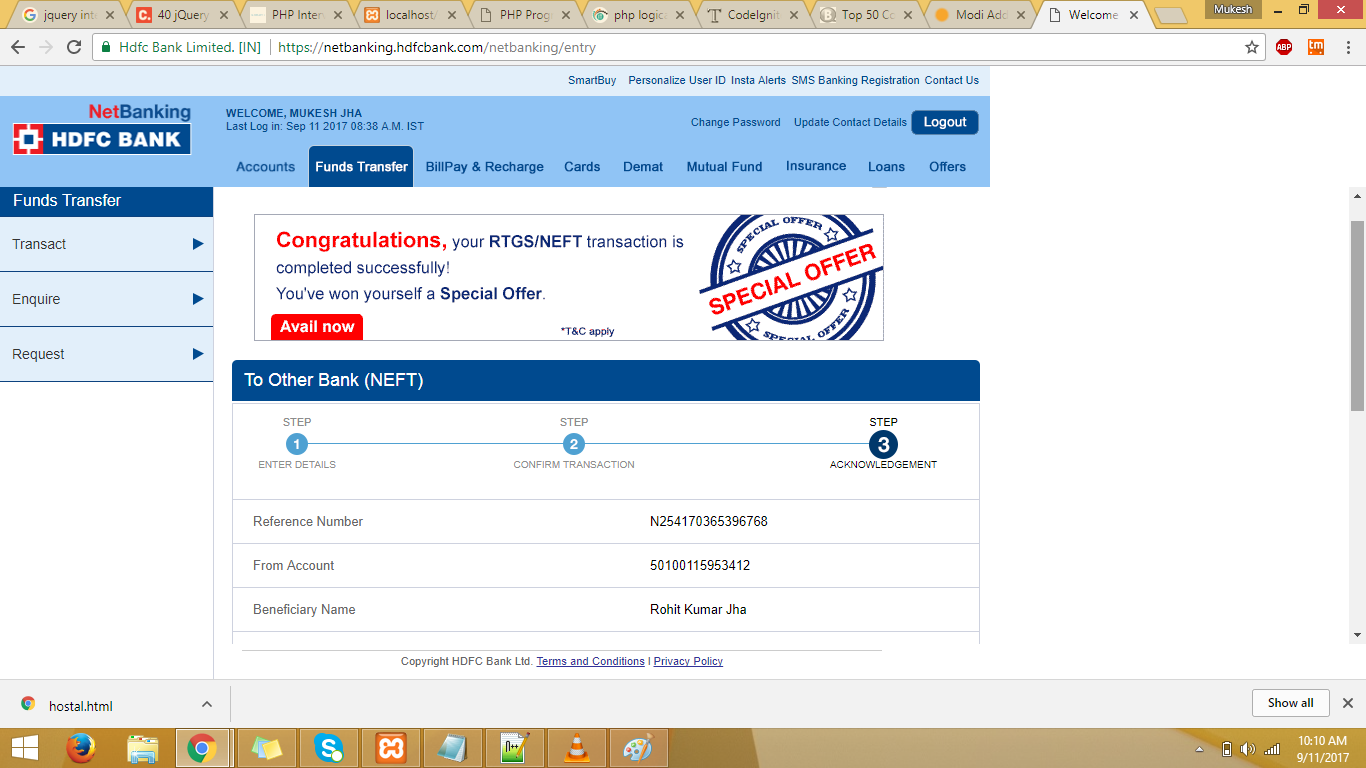 jquery int
40 jQuery
PHP Inter
localhost/
PHP Prog
php logica
CodeIgnit
Top 50 Co
Modi Add
Welcome
Mukesh
Hdfc Bank Limited. [IN] | https://netbanking.hdfcbank.com/netbanking/entry
ABP
tm
SmartBuy Personalize User ID Insta Alerts SMS Banking Registration Contact Us
NetBanking
HDFC BANK
WELCOME, MUKESH JHA
Last Log in: Sep 11 2017 08:38 A.M. IST
Change Password Update Contact Details Logout
Accounts Funds Transfer BillPay & Recharge Cards Demat Mutual Fund Insurance Loans Offers
Funds Transfer
Transact
Enquire
Request
Congratulations, your RTGS/NEFT transaction is
completed successfully!
You've won yourself a Special Offer.
Avail now
*T&C apply
SPECIAL OFFER
SPECIAL OFFER
SPECIAL OFFER
To Other Bank (NEFT)
STEP STEP STEP
1 2 3
ENTER DETAILS CONFIRM TRANSACTION ACKNOWLEDGEMENT
Reference Number N254170365396768
From Account 50100115953412
Beneficiary Name Rohit Kumar Jha
Copyright HDFC Bank Ltd. Terms and Conditions I Privacy Policy
hostal.html
Show all
10:10 AM
9/11/2017